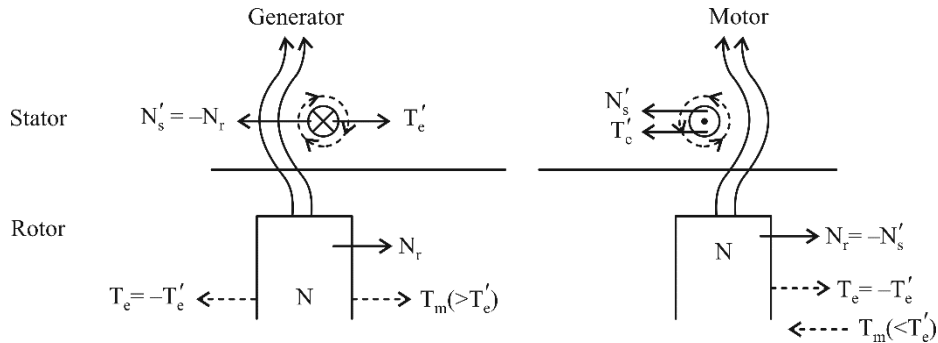 Generator
Motor
Stator
N′s = –Nr
T′e
N′s
T′c
Rotor
Nr
N
Te = –T′e
Tm(>T′e)
N
Nr = –N′s
Te = –T′e
Tm(<T′e)